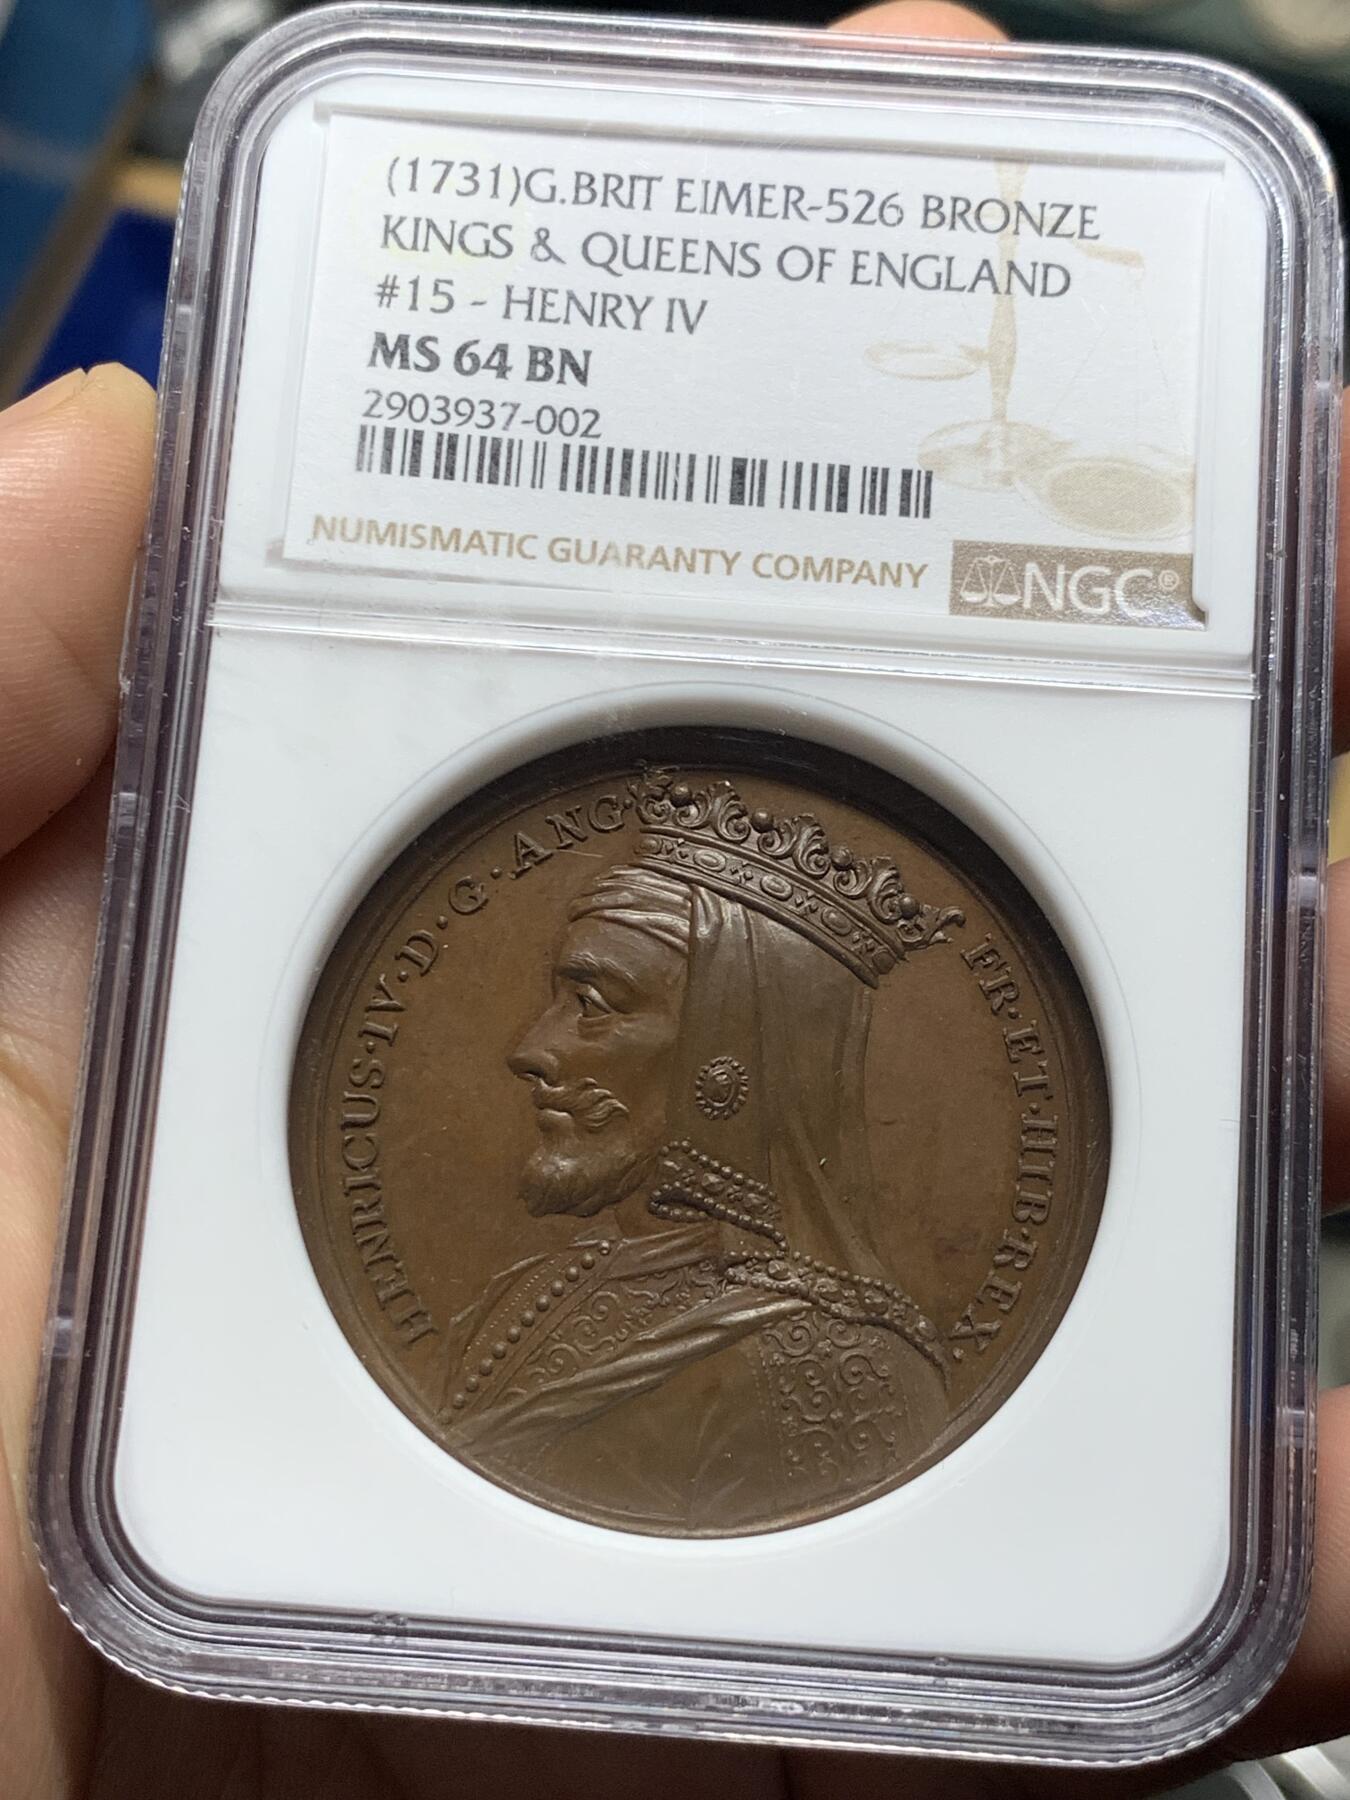 (1731)G.BRIT EIMER-526 BRONZE
KINGS & QUEENS OF ENGLAND
#15 - HENRY IV
MS 64 BN
2903937-002
NUMISMATIC GUARANTY COMPANY
NGC®
HENRICUS·IV·D·G·ANG· FR·ET·HIB·REX·